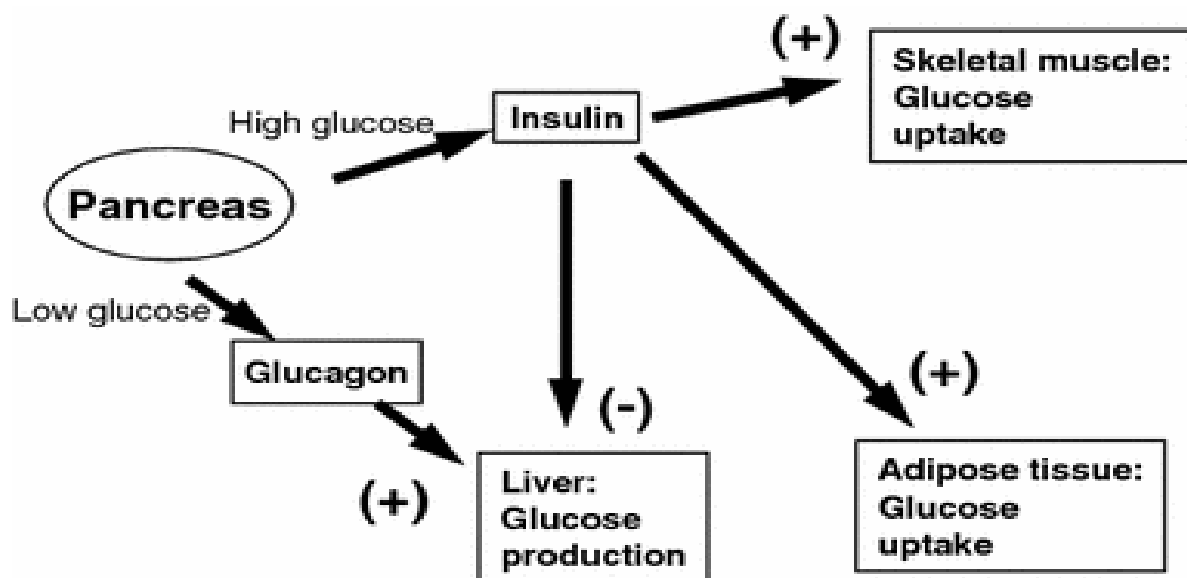 (+)
Skeletal muscle:
Glucose
uptake
High glucose
Insulin
Pancreas
Low glucose
Glucagon
(+)
(-)
(+)
Liver:
Glucose
production
Adipose tissue:
Glucose
uptake